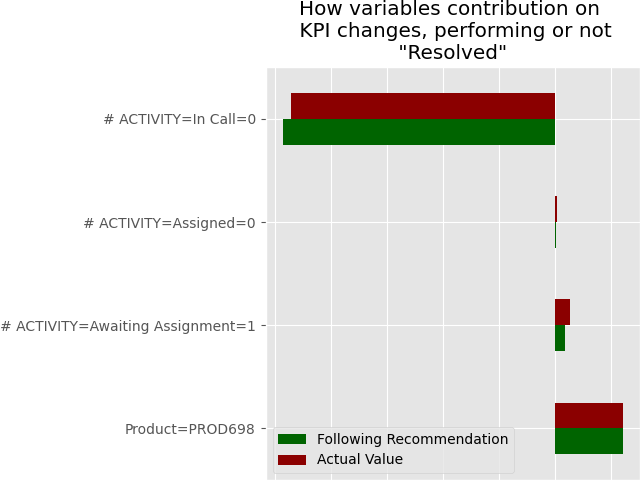 How variables contribution on
KPI changes, performing or not
"Resolved"
# ACTIVITY=In Call=0
# ACTIVITY=Assigned=0
# ACTIVITY=Awaiting Assignment=1
Product=PROD698
Following Recommendation
Actual Value